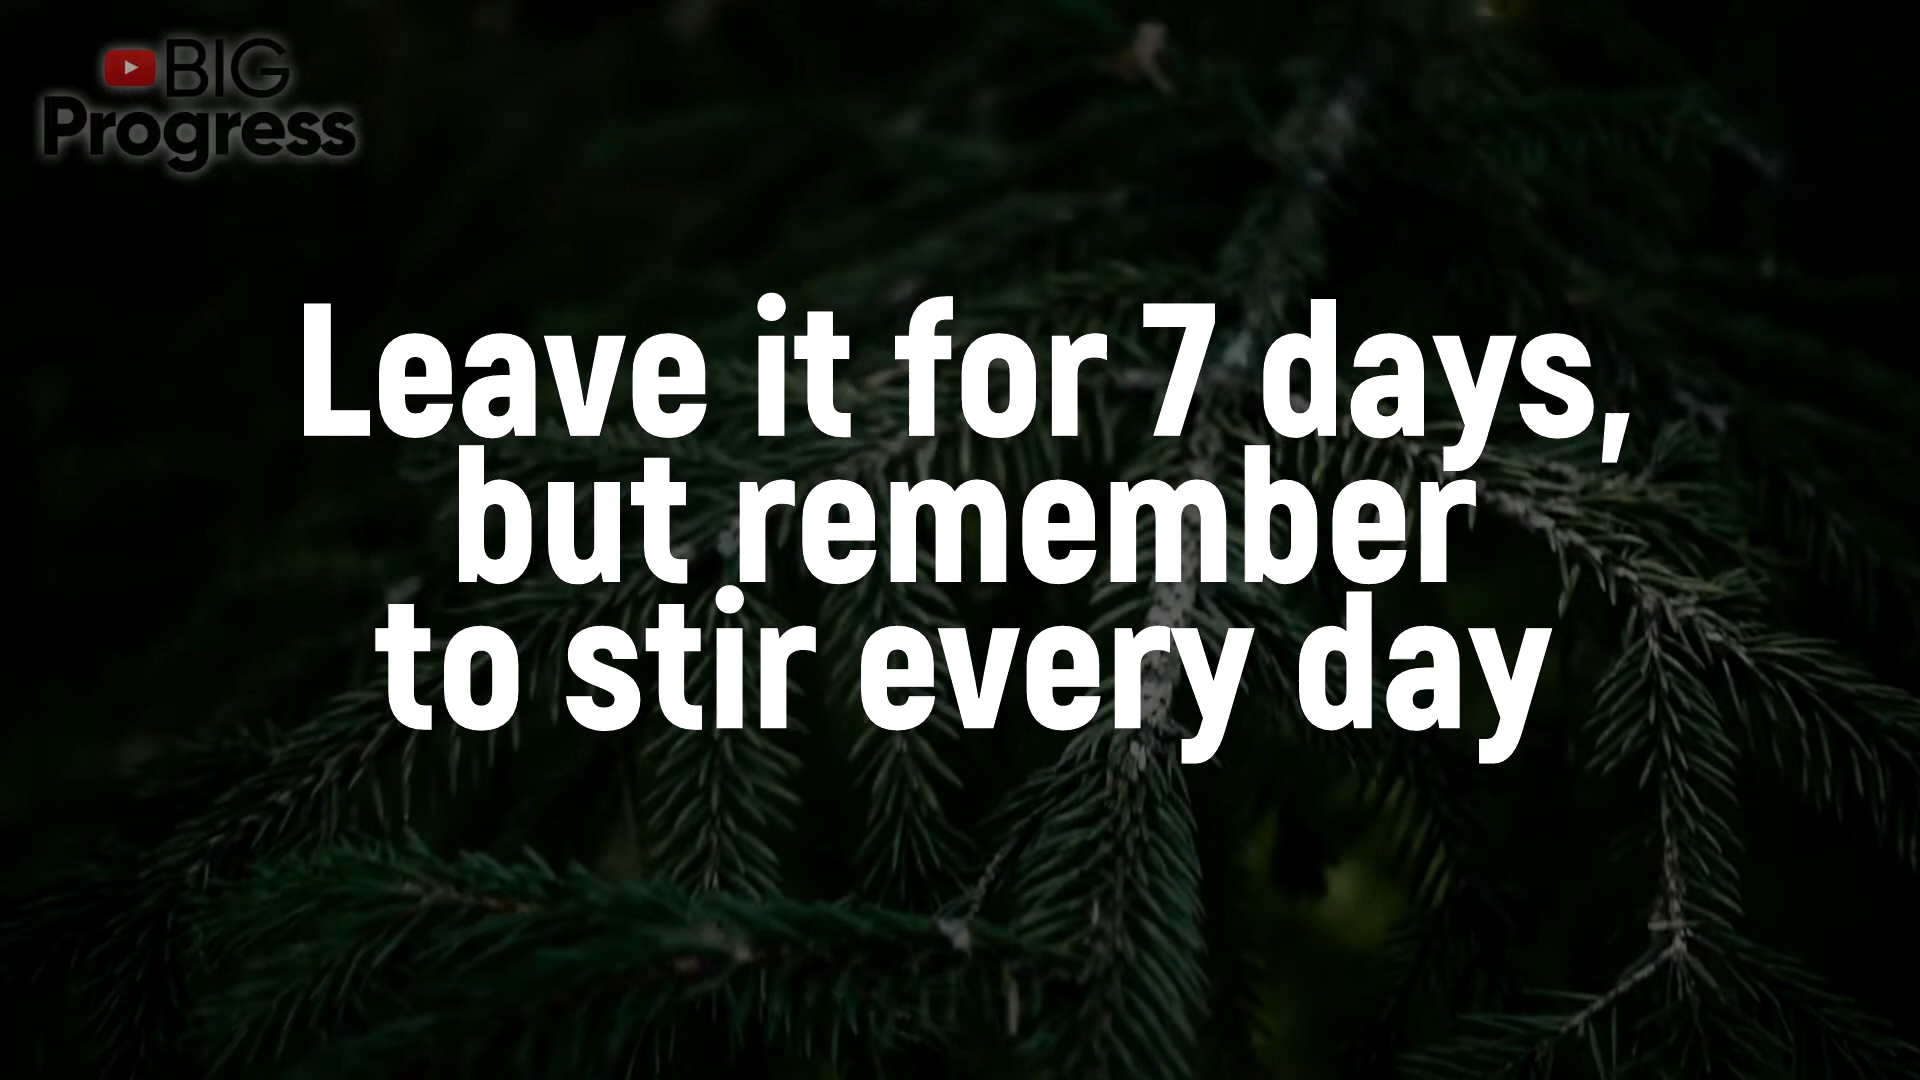 BIG
Progress
Leave it for 7 days,
but remember
to stir every day